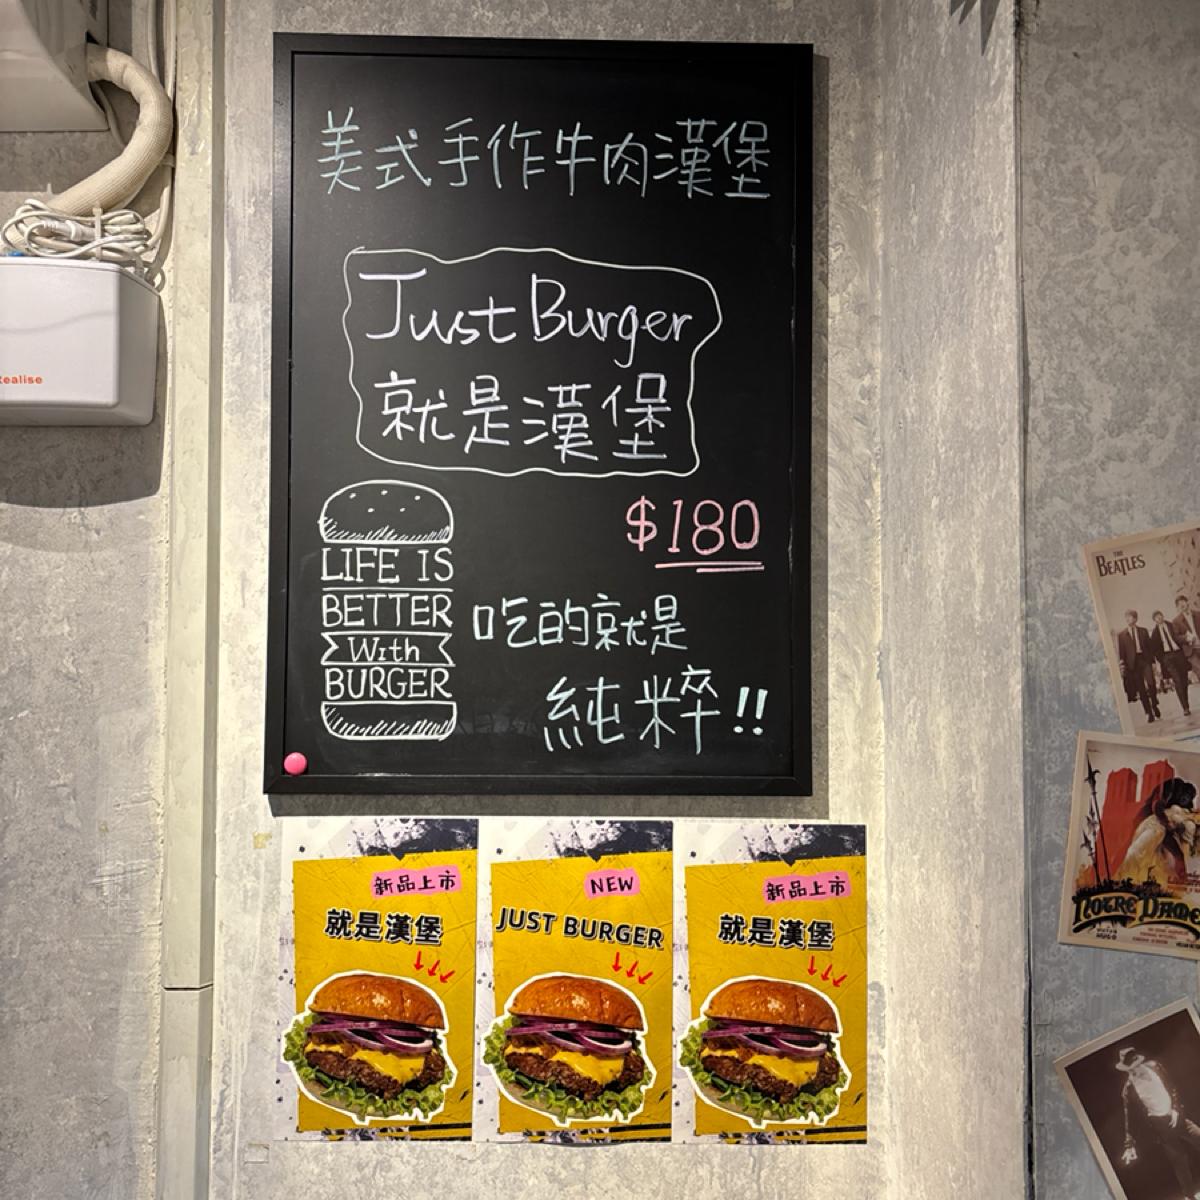 美式手作牛肉漢堡
Just Burger
就是漢堡
$180
LIFE IS
BETTER
With
BURGER
吃的就是
純粹!!
新品上市
就是漢堡
NEW
JUST BURGER
新品上市
就是漢堡
THE
BEATLES
NOTRE DAME